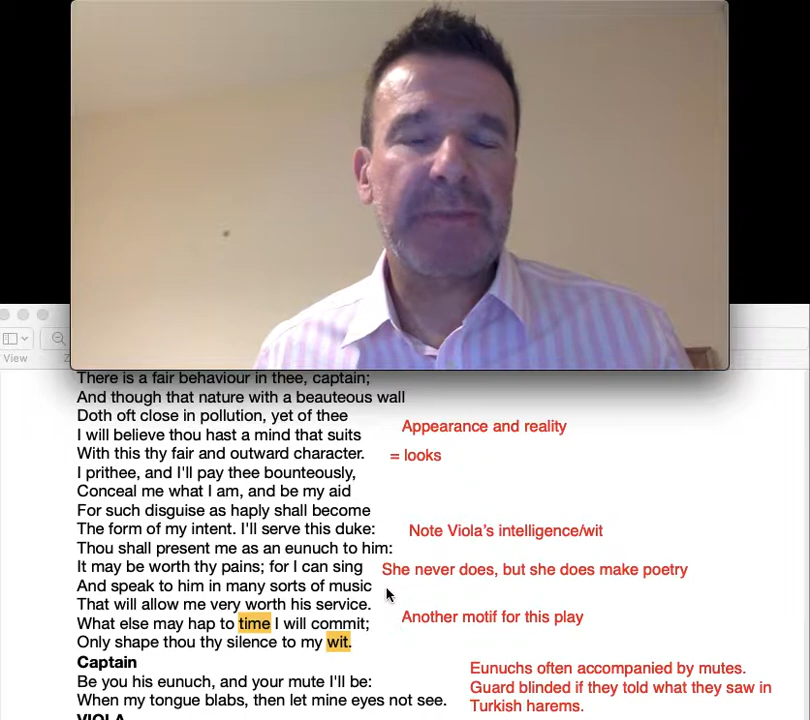 View
There is a fair behaviour in thee, captain;
And though that nature with a beauteous wall
Doth oft close in pollution, yet of thee
I will believe thou hast a mind that suits
Appearance and reality
With this thy fair and outward character.
= looks
I prithee, and I'll pay thee bounteously,
Conceal me what I am, and be my aid
For such disguise as haply shall become
The form of my intent. I'll serve this duke:
Note Viola's intelligence/wit
Thou shall present me as an eunuch to him:
It may be worth thy pains; for I can sing
She never does, but she does make poetry
And speak to him in many sorts of music
That will allow me very worth his service.
What else may hap to time I will commit;
Another motif for this play
Only shape thou thy silence to my wit.
Captain
Be you his eunuch, and your mute I'll be:
When my tongue blabs, then let mine eyes not see.
Eunuchs often accompanied by mutes.
Guard blinded if they told what they saw in
Turkish harems.
VIOLA